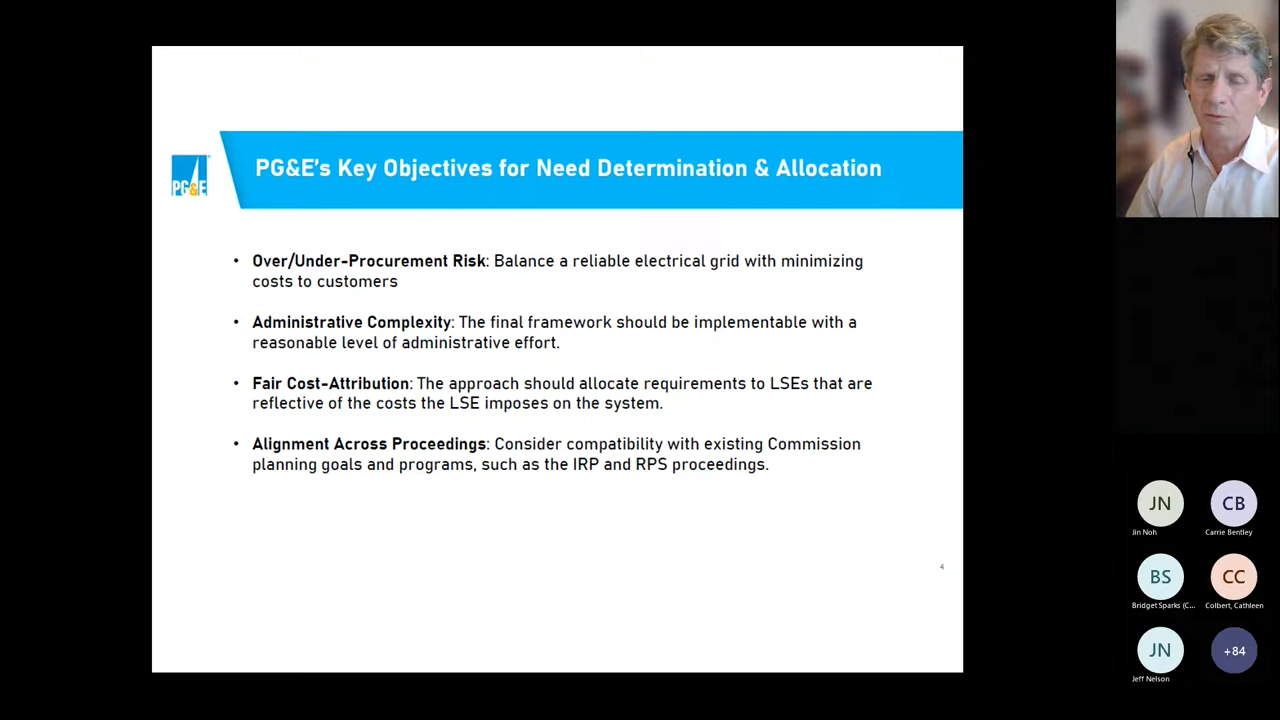 PG&E
PG&E's Key Objectives for Need Determination & Allocation
• Over/Under-Procurement Risk: Balance a reliable electrical grid with minimizing
costs to customers
• Administrative Complexity: The final framework should be implementable with a
reasonable level of administrative effort.
• Fair Cost-Attribution: The approach should allocate requirements to LSEs that are
reflective of the costs the LSE imposes on the system.
• Alignment Across Proceedings: Consider compatibility with existing Commission
planning goals and programs, such as the IRP and RPS proceedings.
4
JN
CB
Jin Noh
Carrie Bentley
BS
CC
Bridget Sparks (C...
Colbert, Cathleen
JN
+84
Jeff Nelson